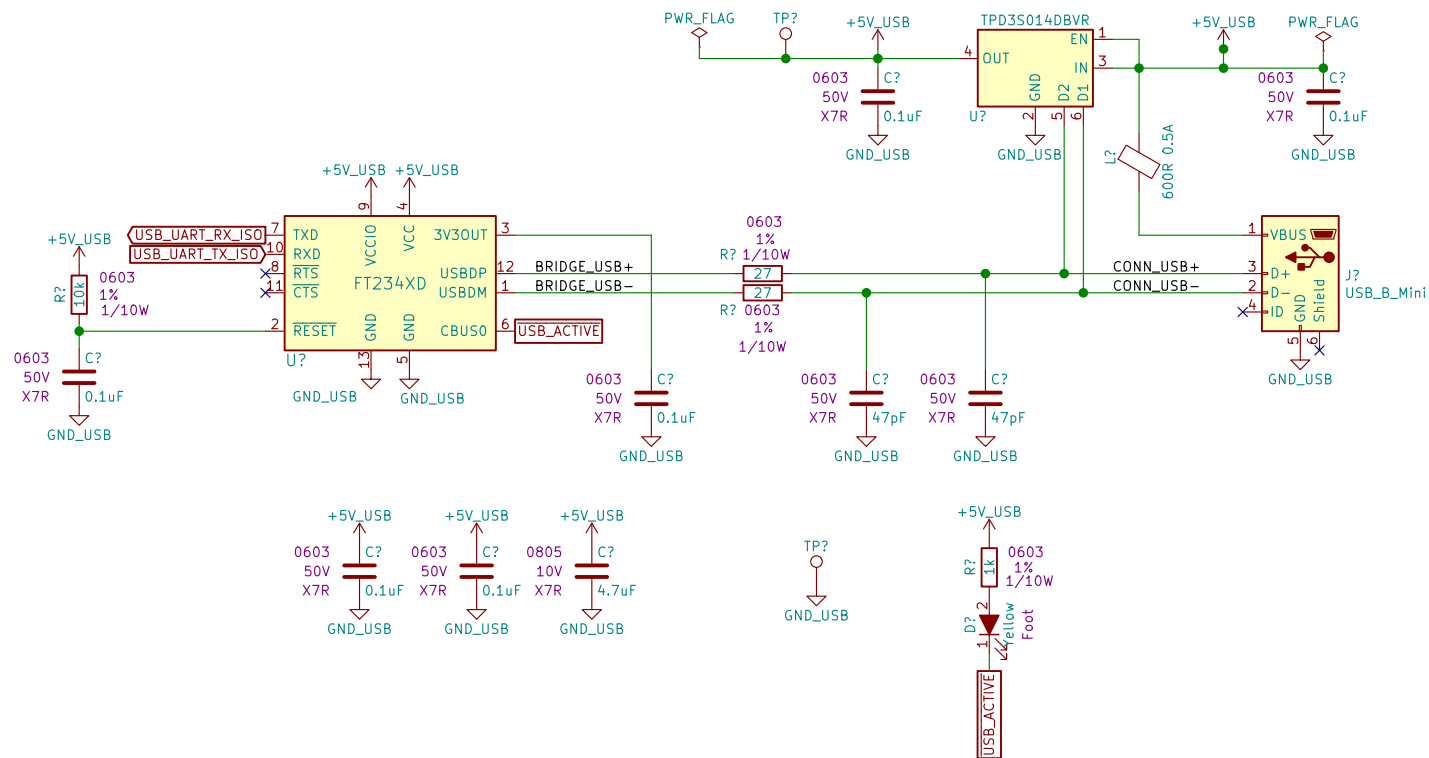 PWR_FLAG
TP?
+5V_USB
TPD3S014DBVR
+5V_USB
PWR_FLAG
EN
1
4
OUT
IN
3
GND
D2
D1
2
5
6
U?
0603
50V
X7R
C?
0.1uF
GND_USB
GND_USB
0603
50V
X7R
C?
0.1uF
GND_USB
L?
600R 0.5A
+5V_USB
+5V_USB
9
4
USB_UART_RX_ISO
7
TXD
USB_UART_TX_ISO
10
RXD
8
RTS
11
CTS
2
RESET
VCCIO
VCC
FT234XD
GND
GND
13
5
3V3OUT
3
USBDP
12
USBDM
1
CBUS0
6
USB_ACTIVE
U?
GND_USB
GND_USB
+5V_USB
R?
10k
0603
1%
1/10W
0603
50V
X7R
C?
0.1uF
GND_USB
BRIDGE_USB+
BRIDGE_USB-
0603
1%
1/10W
R?
27
27
R?
0603
1%
1/10W
CONN_USB+
CONN_USB-
1
VBUS
3
D+
2
D-
4
ID
GND
Shield
5
6
J?
USB_B_Mini
GND_USB
0603
50V
X7R
C?
0.1uF
GND_USB
0603
50V
X7R
C?
47pF
GND_USB
0603
50V
X7R
C?
47pF
GND_USB
+5V_USB
0603
50V
X7R
C?
0.1uF
GND_USB
+5V_USB
0603
50V
X7R
C?
0.1uF
GND_USB
+5V_USB
0805
10V
X7R
C?
4.7uF
GND_USB
TP?
GND_USB
+5V_USB
R?
1k
0603
1%
1/10W
2
D?
1
Yellow
Foot
USB_ACTIVE